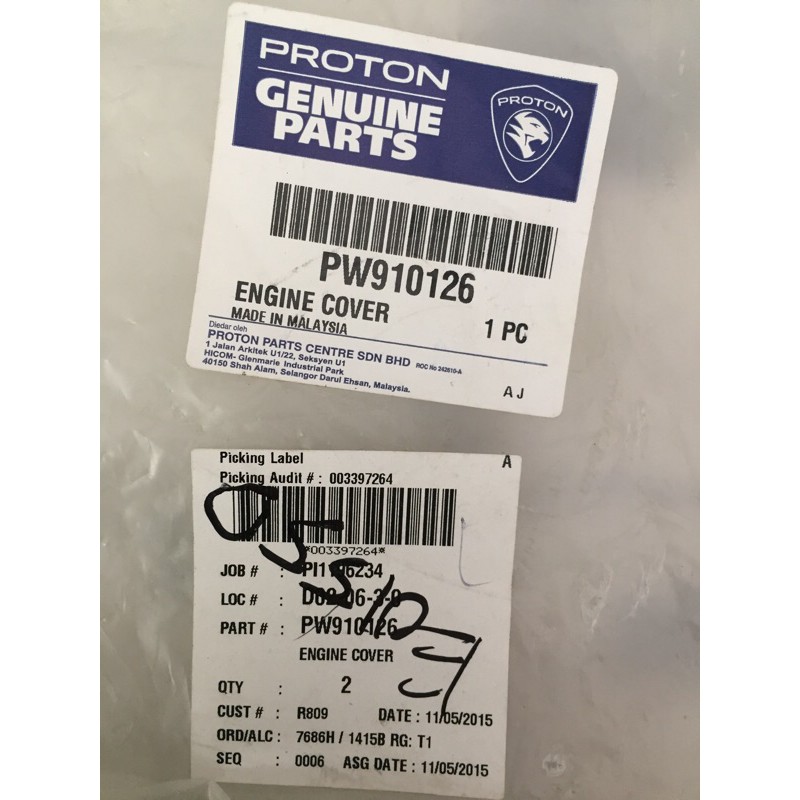 PROTON
GENUINE
PARTS
PROTON
PW910126
ENGINE COVER
MADE IN MALAYSIA
1 PC
Diedar oleh
PROTON PARTS CENTRE SDN BHD ROC No 242610-A
1 Jalan Arkitek U1/22, Seksyen U1
HICOM- Glenmarie Industrial Park
40150 Shah Alam, Selangor Darul Ehsan, Malaysia.
A J
Picking Label A
Picking Audit # : 003397264
*003397264*
JOB # :
LOC # :
PART # : PW910126
ENGINE COVER
QTY : 2
CUST # : R809 DATE : 11/05/2015
ORD/ALC : 7686H / 1415B RG: T1
SEQ : 0006 ASG DATE : 11/05/2015